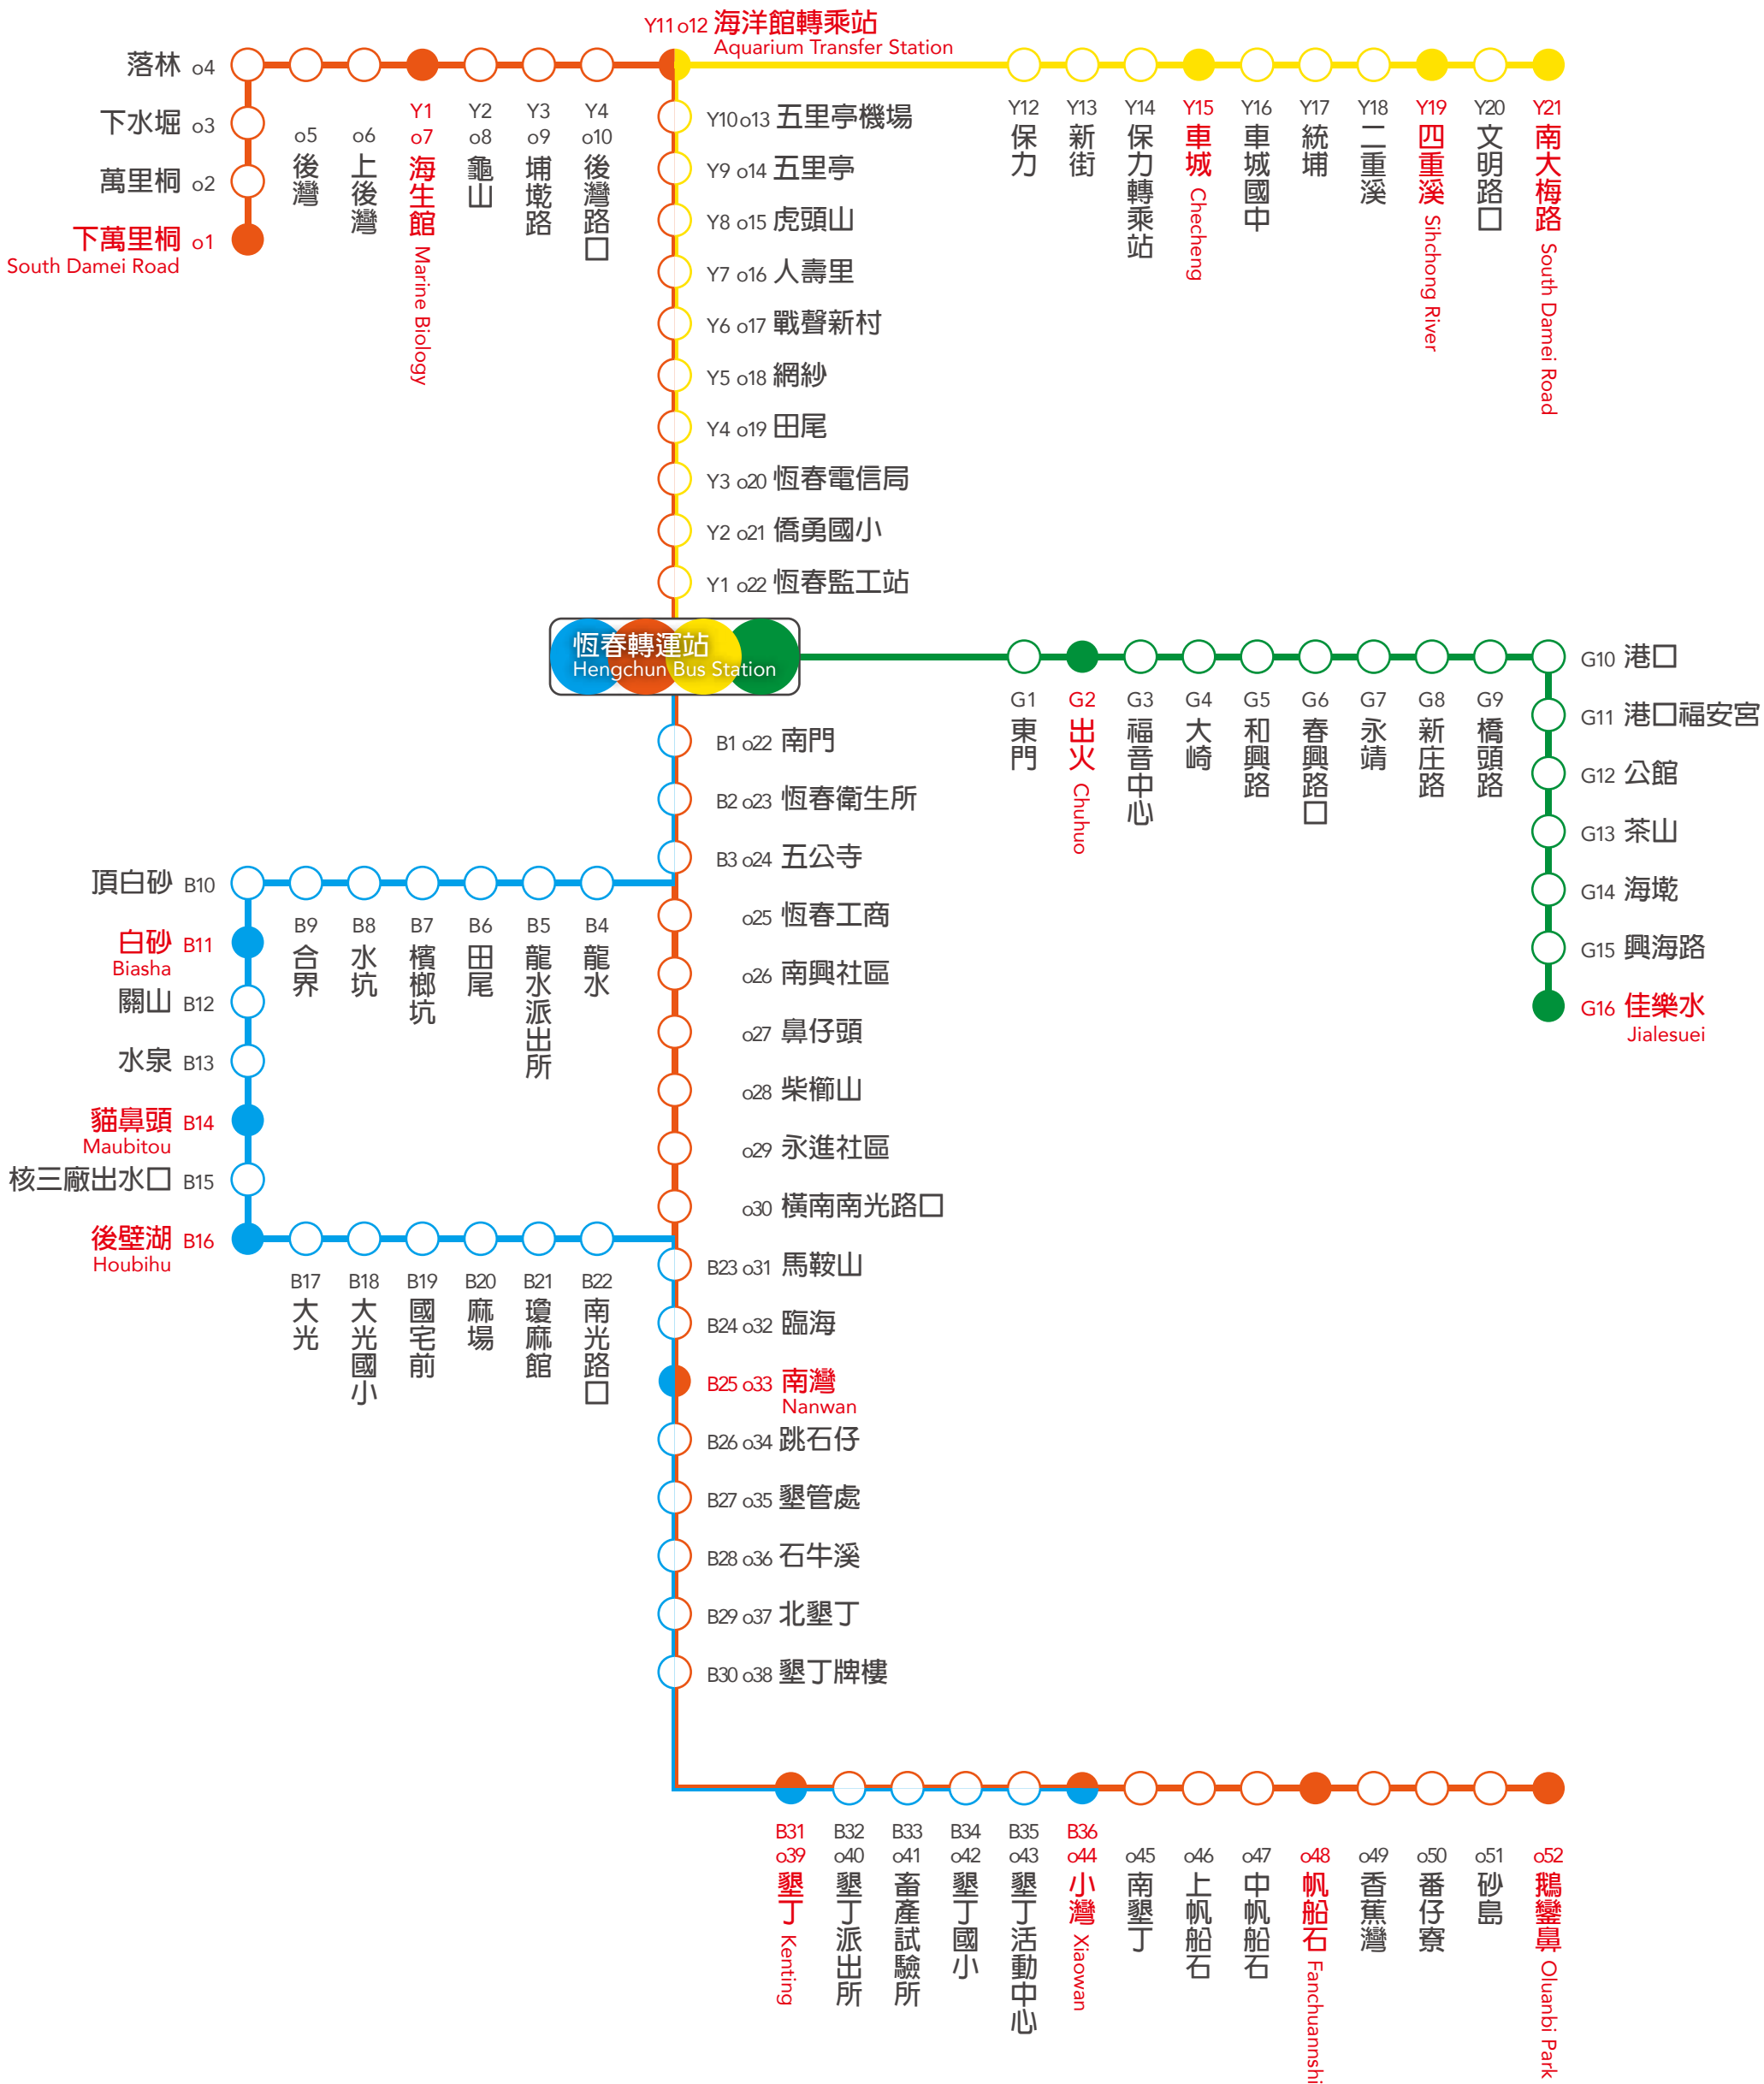 Y11 o12 海洋館轉乘站
Aquarium Transfer Station
落林 o4
下水堀 o3
萬里桐 o2
下萬里桐 o1
South Damei Road
o5 後灣
o6 上後灣
Y1 o7 海生館 Marine Biology
Y2 o8 龜山
Y3 o9 埔墘路
Y4 o10 後灣路口
Y10 o13 五里亭機場
Y9 o14 五里亭
Y8 o15 虎頭山
Y7 o16 人壽里
Y6 o17 戰聲新村
Y5 o18 網紗
Y4 o19 田尾
Y3 o20 恆春電信局
Y2 o21 僑勇國小
Y1 o22 恆春監工站
Y12 保力
Y13 新街
Y14 保力轉乘站
Y15 車城 Checheng
Y16 車城國中
Y17 統埔
Y18 二重溪
Y19 四重溪 Sihchong River
Y20 文明路口
Y21 南大梅路 South Damei Road
恆春轉運站
Hengchun Bus Station
G1 東門
G2 出火 Chuhuo
G3 福音中心
G4 大崎
G5 和興路
G6 春興路口
G7 永靖
G8 新庄路
G9 橋頭路
G10 港口
G11 港口福安宮
G12 公館
G13 茶山
G14 海墘
G15 興海路
G16 佳樂水
Jialesuei
B1 o22 南門
B2 o23 恆春衛生所
B3 o24 五公寺
o25 恆春工商
o26 南興社區
o27 鼻仔頭
o28 柴櫛山
o29 永進社區
o30 橫南南光路口
B23 o31 馬鞍山
B24 o32 臨海
B25 o33 南灣
Nanwan
B26 o34 跳石仔
B27 o35 墾管處
B28 o36 石牛溪
B29 o37 北墾丁
B30 o38 墾丁牌樓
頂白砂 B10
白砂 B11
Biasha
關山 B12
水泉 B13
貓鼻頭 B14
Maubitou
核三廠出水口 B15
後壁湖 B16
Houbihu
B9 合界
B8 水坑
B7 檳榔坑
B6 田尾
B5 龍水派出所
B4 龍水
B17 大光
B18 大光國小
B19 國宅前
B20 麻場
B21 瓊麻館
B22 南光路口
B31 o39 墾丁 Kenting
B32 o40 墾丁派出所
B33 o41 畜產試驗所
B34 o42 墾丁國小
B35 o43 墾丁活動中心
B36 o44 小灣 Xiaowan
o45 南墾丁
o46 上帆船石
o47 中帆船石
o48 帆船石 Fanchuannshi
o49 香蕉灣
o50 番仔寮
o51 砂島
o52 鵝鑾鼻 Oluanbi Park